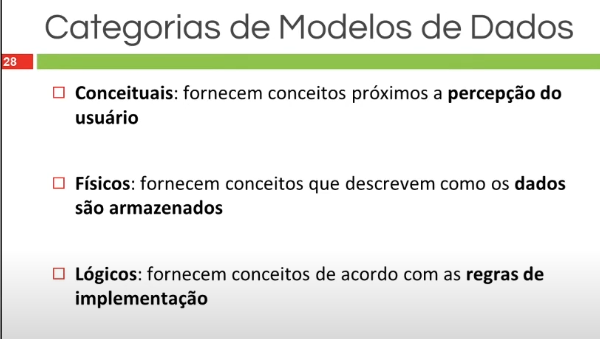 Categorias de Modelos de Dados
28
Conceituais: fornecem conceitos próximos a percepção do
usuário
Físicos: fornecem conceitos que descrevem como os dados
são armazenados
Lógicos: fornecem conceitos de acordo com as regras de
implementação